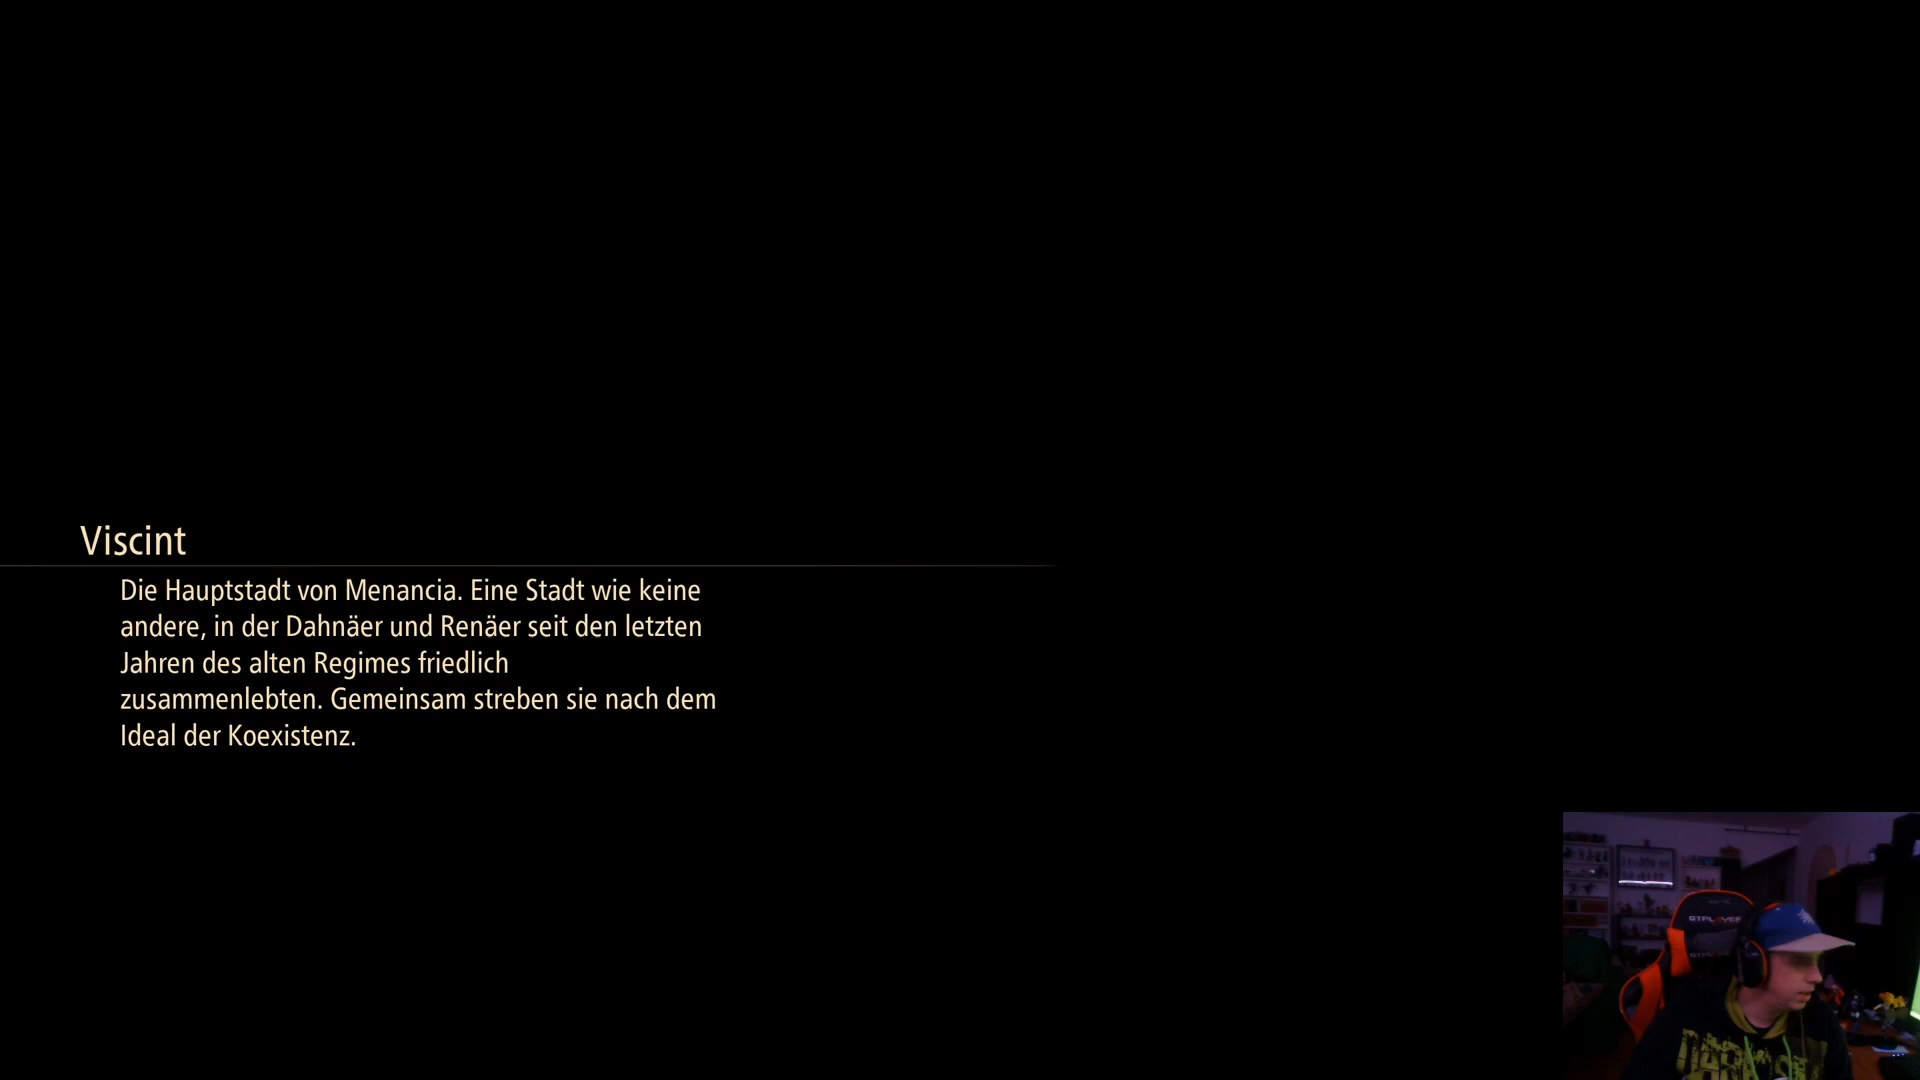 Viscint
Die Hauptstadt von Menancia. Eine Stadt wie keine
andere, in der Dahnäer und Renäer seit den letzten
Jahren des alten Regimes friedlich
zusammenlebten. Gemeinsam streben sie nach dem
Ideal der Koexistenz.
GTPLAYER